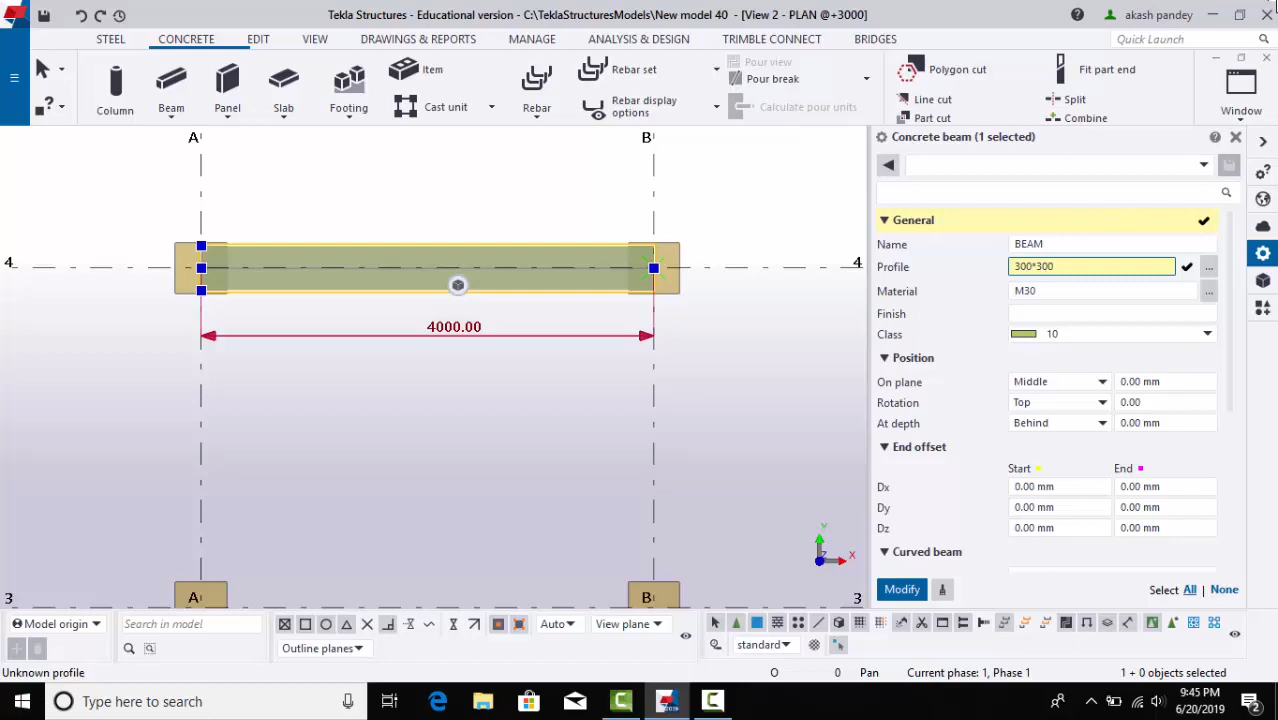 Tekla Structures - Educational version - C:\TeklaStructuresModels\New model 40 - [View 2 - PLAN @+3000]
akash pandey
STEEL CONCRETE EDIT VIEW DRAWINGS & REPORTS MANAGE ANALYSIS & DESIGN TRIMBLE CONNECT BRIDGES
Quick Launch
Column Beam Panel Slab Footing
Item
Cast unit
Rebar
Rebar set
Rebar display options
Pour view
Pour break
Calculate pour units
Polygon cut
Line cut
Part cut
Fit part end
Split
Combine
Window
A B
4 4
4000.00
Y
X
Z
A B
3 3
Concrete beam (1 selected)
General
Name BEAM
Profile 300*300
Material M30
Finish
Class 10
Position
On plane Middle 0.00 mm
Rotation Top 0.00
At depth Behind 0.00 mm
End offset
Start End
Dx 0.00 mm 0.00 mm
Dy 0.00 mm 0.00 mm
Dz 0.00 mm 0.00 mm
Curved beam
Modify Select All | None
Model origin Search in model Auto View plane
Outline planes standard
Unknown profile O 0 Pan Current phase: 1, Phase 1 1 + 0 objects selected
Type here to search
9:45 PM
6/20/2019
2